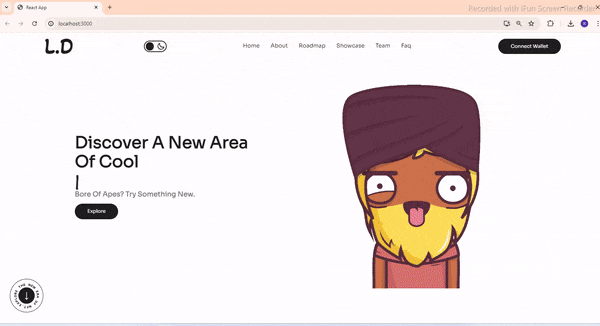 React App
Recorded with iFun Screen Recorder
localhost:3000
L.D
Home About Roadmap Showcase Team Faq
Connect Wallet
Discover A New Area
Of Cool
Bore Of Apes? Try Something New.
Explore